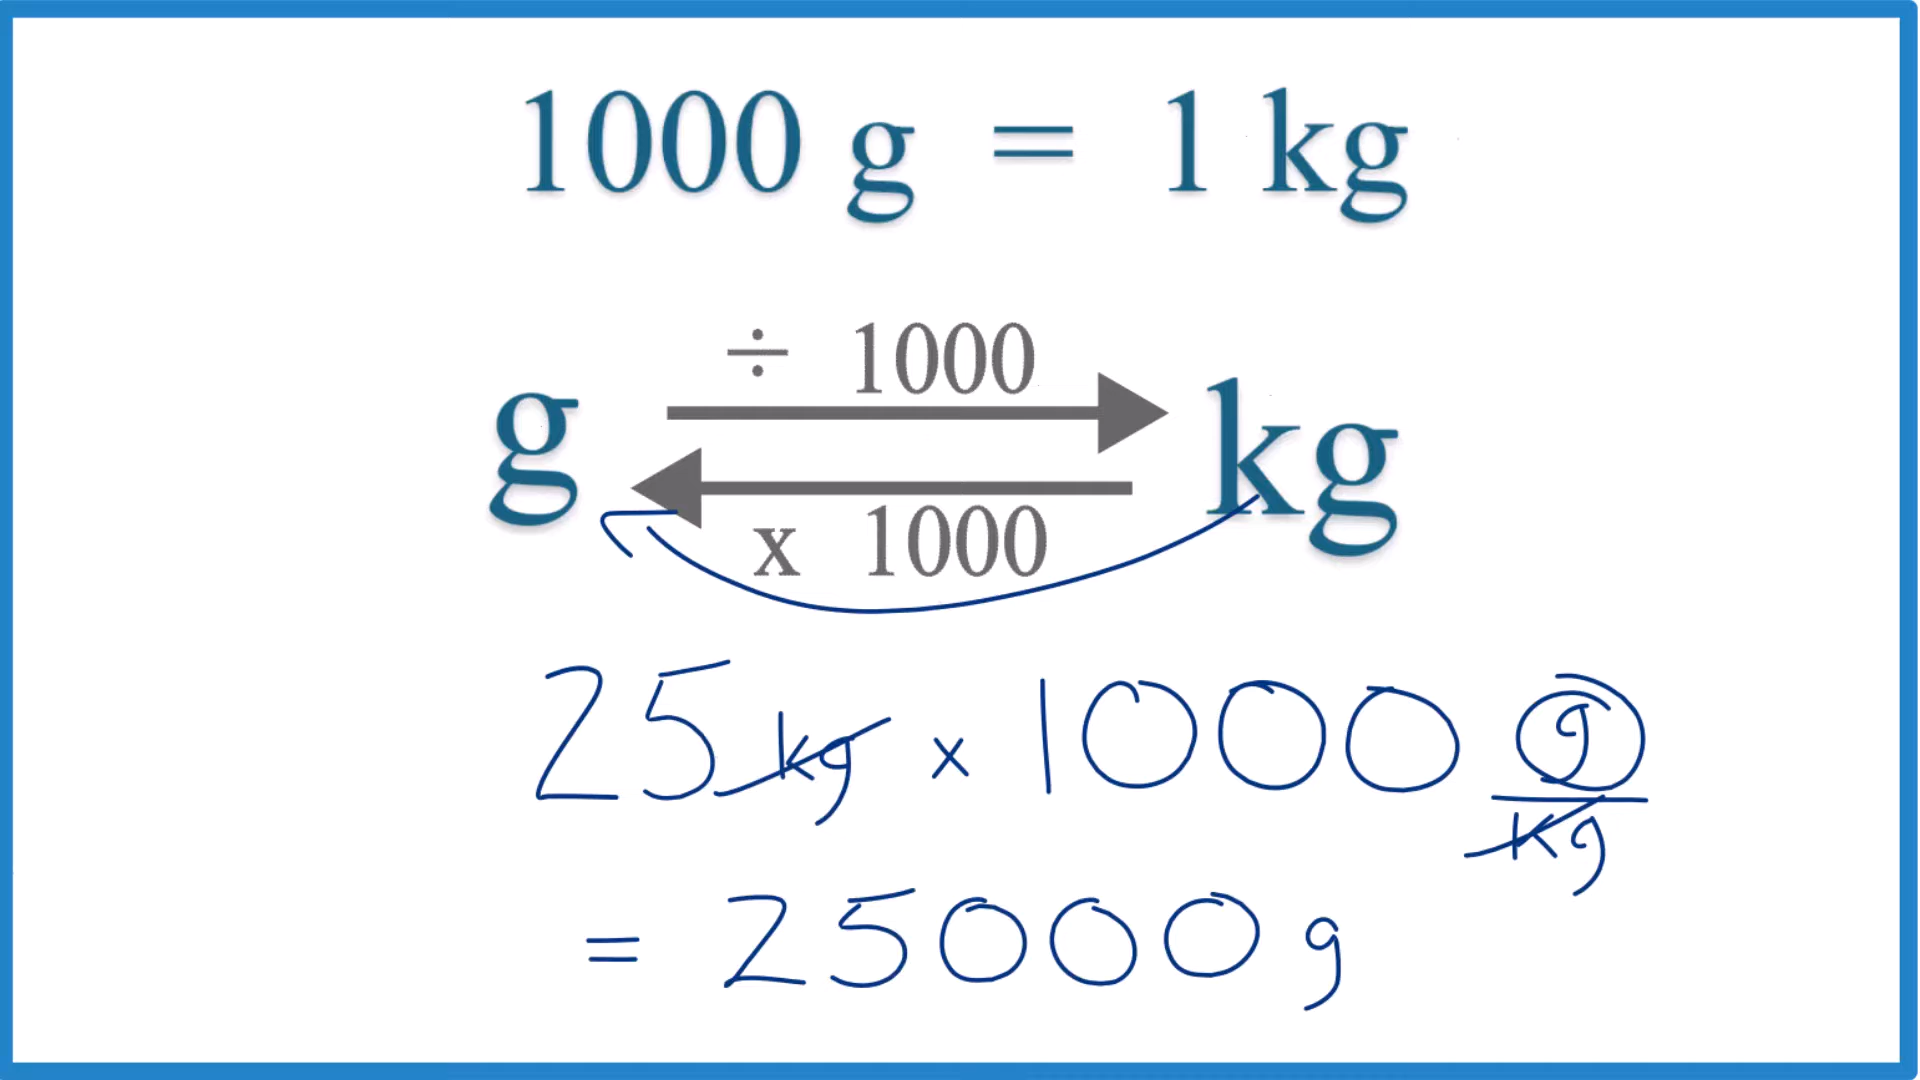 1000 g = 1 kg
÷ 1000
g kg
x 1000
25 kg x 1000 g/kg
= 25000 g